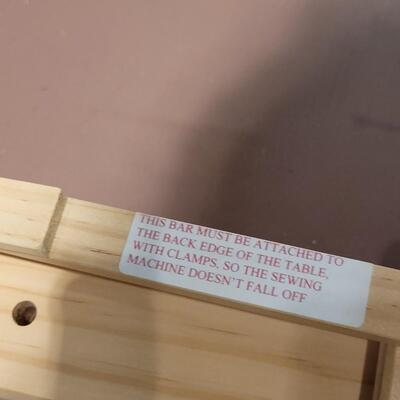 THIS BAR MUST BE ATTACHED TO
THE BACK EDGE OF THE TABLE,
WITH CLAMPS, SO THE SEWING
MACHINE DOESN'T FALL OFF